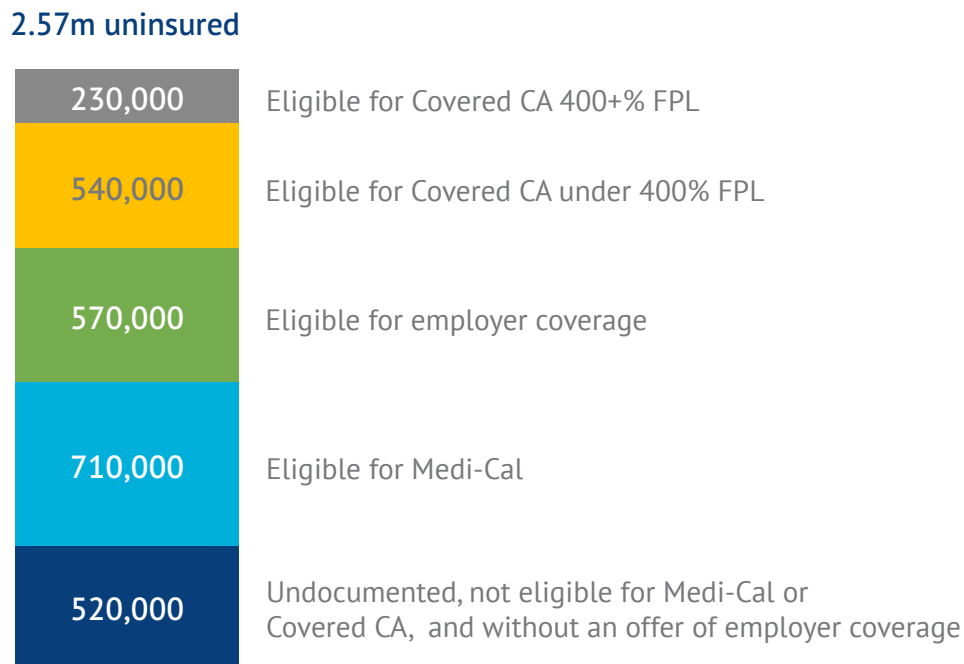 2.57m uninsured
230,000 Eligible for Covered CA 400+% FPL
540,000 Eligible for Covered CA under 400% FPL
570,000 Eligible for employer coverage
710,000 Eligible for Medi-Cal
520,000 Undocumented, not eligible for Medi-Cal or
Covered CA, and without an offer of employer coverage